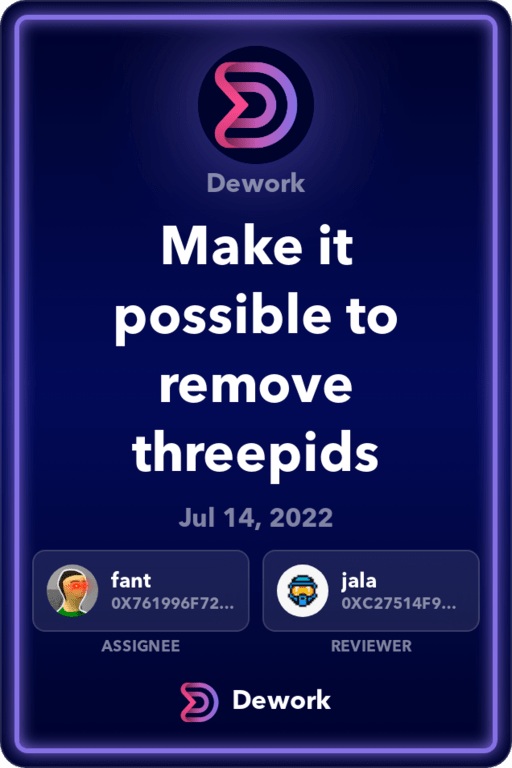 Dework
Make it
possible to
remove
threepids
Jul 14, 2022
fant
0X761996F72...
ASSIGNEE
jala
0XC27514F9...
REVIEWER
Dework